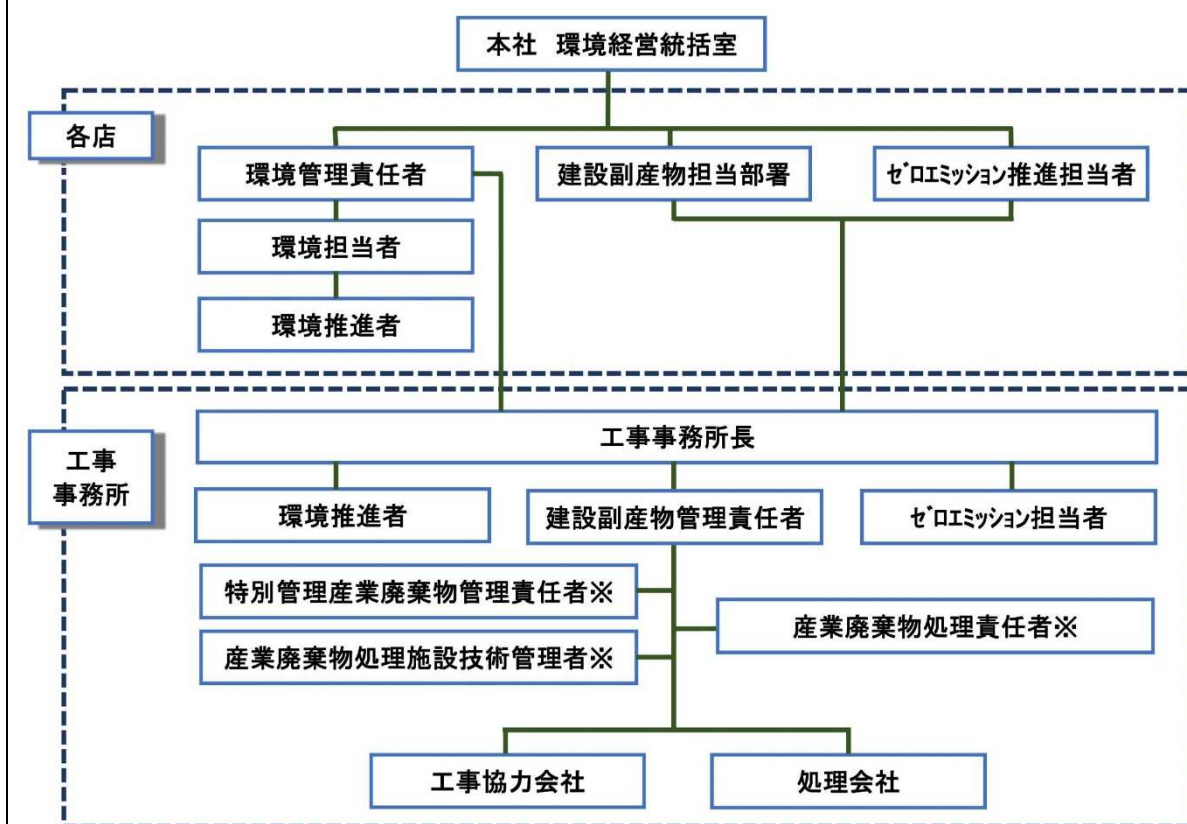 本社　環境経営統括室
各店
環境管理責任者
建設副産物担当部署
ｾﾞﾛｴﾐｯｼｮﾝ推進担当者
環境担当者
環境推進者
工事事務所長
工事
事務所
環境推進者
建設副産物管理責任者
ｾﾞﾛｴﾐｯｼｮﾝ担当者
特別管理産業廃棄物管理責任者※
産業廃棄物処理責任者※
産業廃棄物処理施設技術管理者※
工事協力会社
処理会社